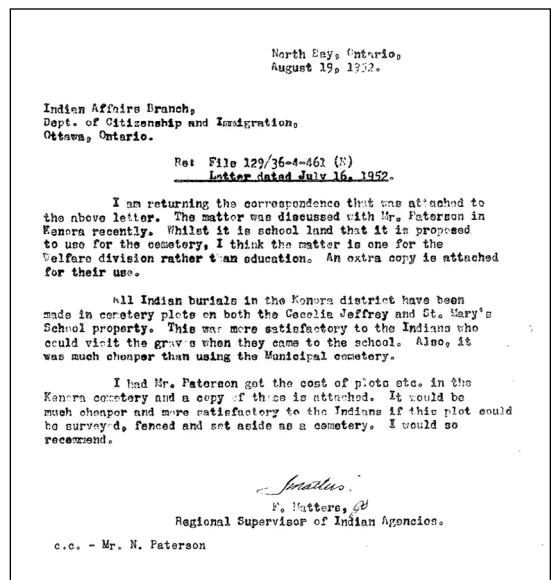 North Bay, Ontario,
August 19, 1952.
Indian Affairs Branch,
Dept. of Citizenship and Immigration,
Ottawa, Ontario.
Re: File 129/36-4-461 (E)
Letter dated July 16, 1952.
I am returning the correspondence that was attached to
the above letter. The matter was discussed with Mr. Paterson in
Kenora recently. Whilst it is school land that it is proposed
to use for the cemetery, I think the matter is one for the
Welfare division rather than education. An extra copy is attached
for their use.
All Indian burials in the Kenora district have been
made in cemetery plots on both the Cecelia Jeffrey and St. Mary's
School property. This was more satisfactory to the Indians who
could visit the graves when they came to the school. Also, it
was much cheaper than using the Municipal cemetery.
I had Mr. Paterson get the cost of plots etc. in the
Kenora cemetery and a copy of these is attached. It would be
much cheaper and more satisfactory to the Indians if this plot could
be surveyed, fenced and set aside as a cemetery. I would so
recommend.
F. Matters,
Regional Supervisor of Indian Agencies.
c.c. - Mr. N. Paterson